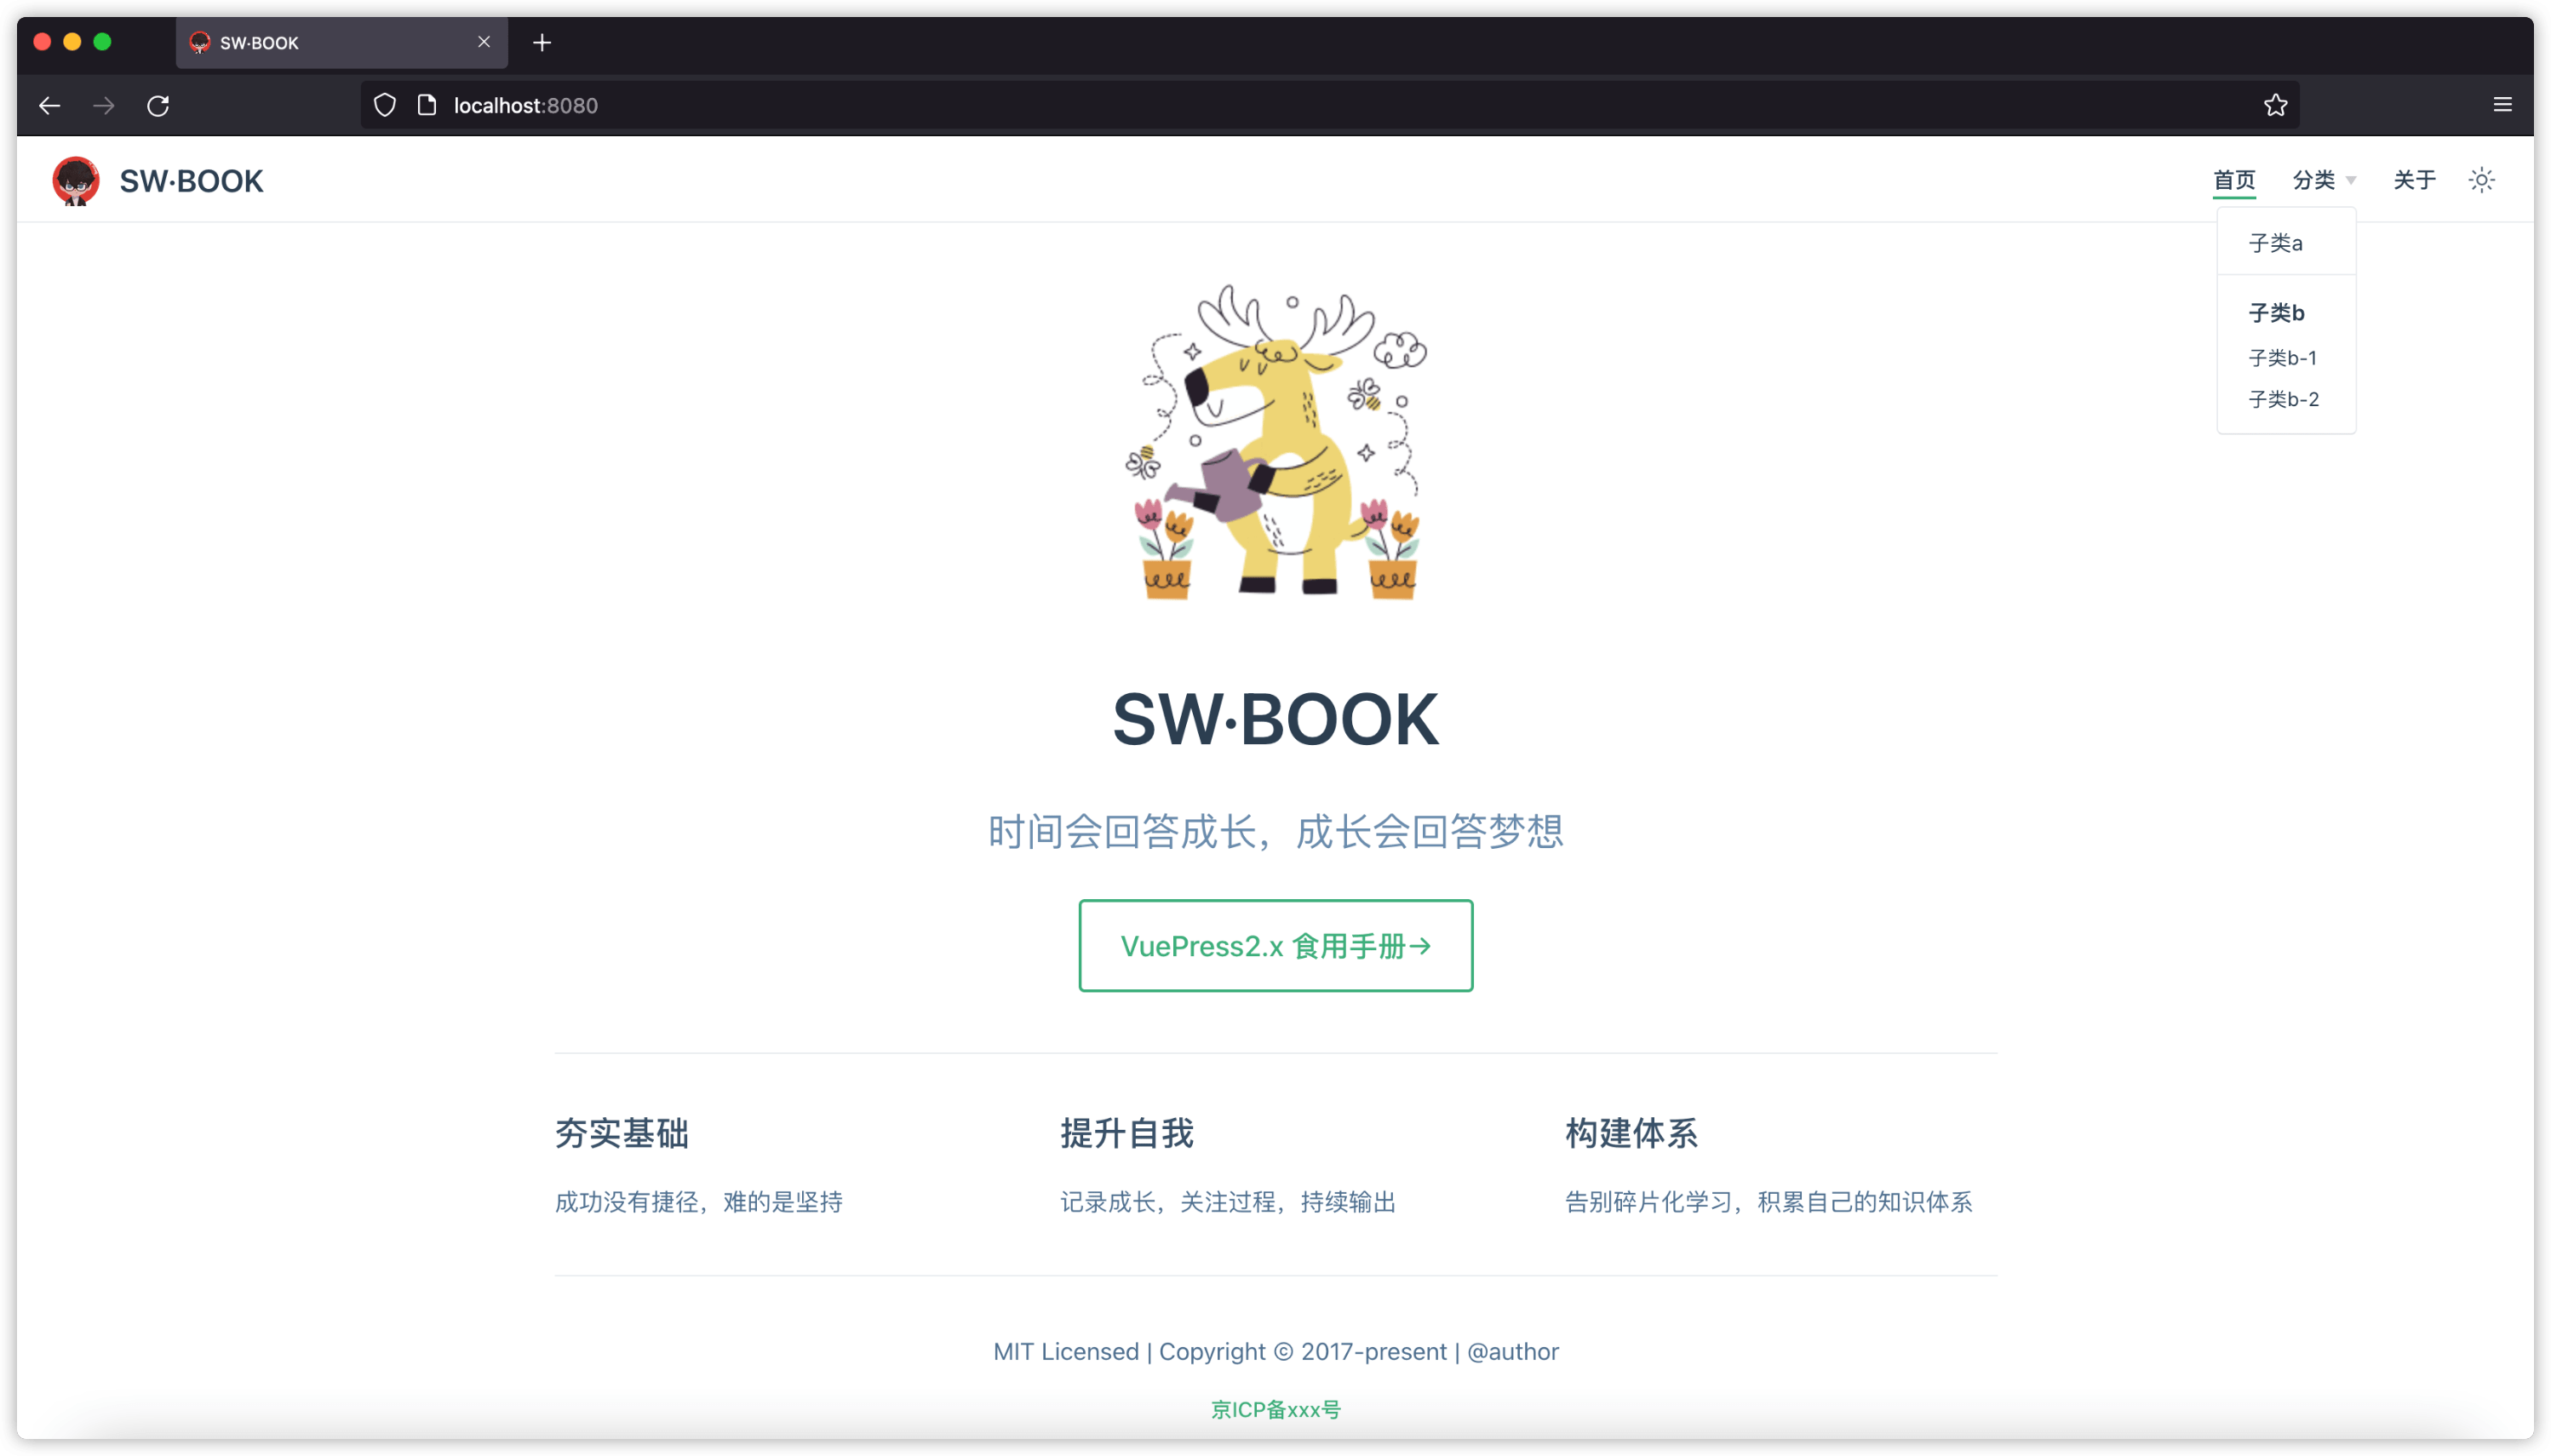 SW·BOOK
localhost:8080
SW·BOOK
首页 分类 关于
子类a
子类b
子类b-1
子类b-2
SW·BOOK
时间会回答成长，成长会回答梦想
VuePress2.x 食用手册→
夯实基础
成功没有捷径，难的是坚持
提升自我
记录成长，关注过程，持续输出
构建体系
告别碎片化学习，积累自己的知识体系
MIT Licensed | Copyright © 2017-present | @author
京ICP备xxx号